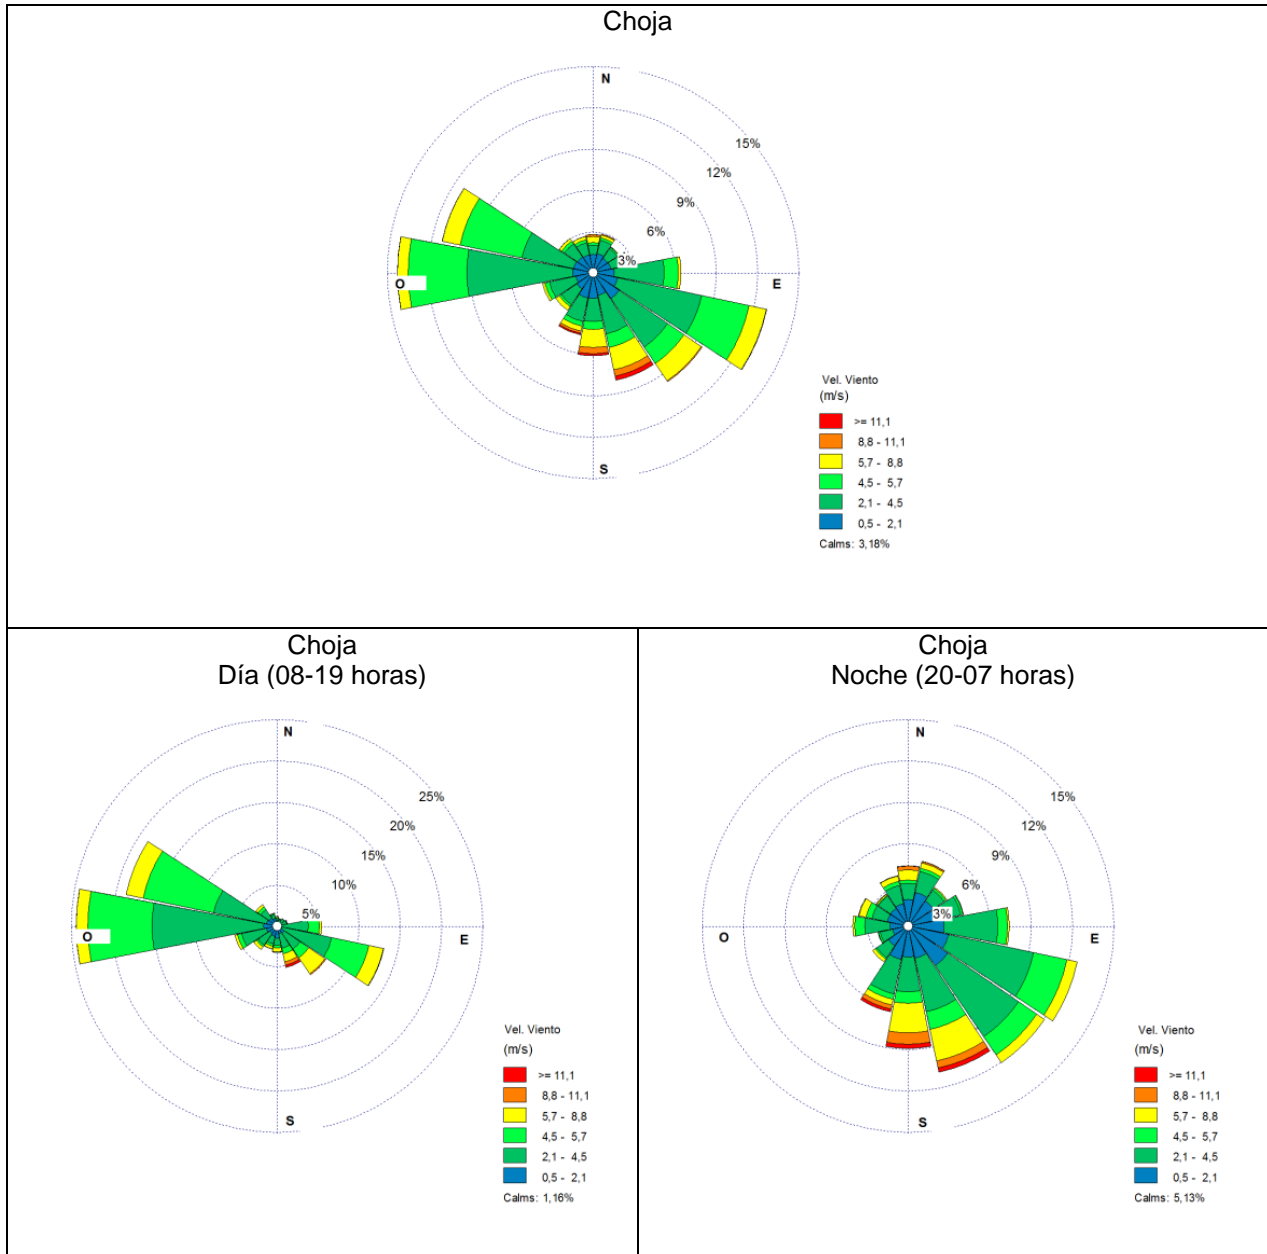 Choja
N
15%
12%
9%
6%
3%
O
E
S
Vel. Viento
(m/s)
>= 11,1
8,8 - 11,1
5,7 - 8,8
4,5 - 5,7
2,1 - 4,5
0,5 - 2,1
Calms: 3,18%
Choja
Día (08-19 horas)
N
25%
20%
15%
10%
5%
O
E
S
Vel. Viento
(m/s)
>= 11,1
8,8 - 11,1
5,7 - 8,8
4,5 - 5,7
2,1 - 4,5
0,5 - 2,1
Calms: 1,16%
Choja
Noche (20-07 horas)
N
15%
12%
9%
6%
3%
O
E
S
Vel. Viento
(m/s)
>= 11,1
8,8 - 11,1
5,7 - 8,8
4,5 - 5,7
2,1 - 4,5
0,5 - 2,1
Calms: 5,13%